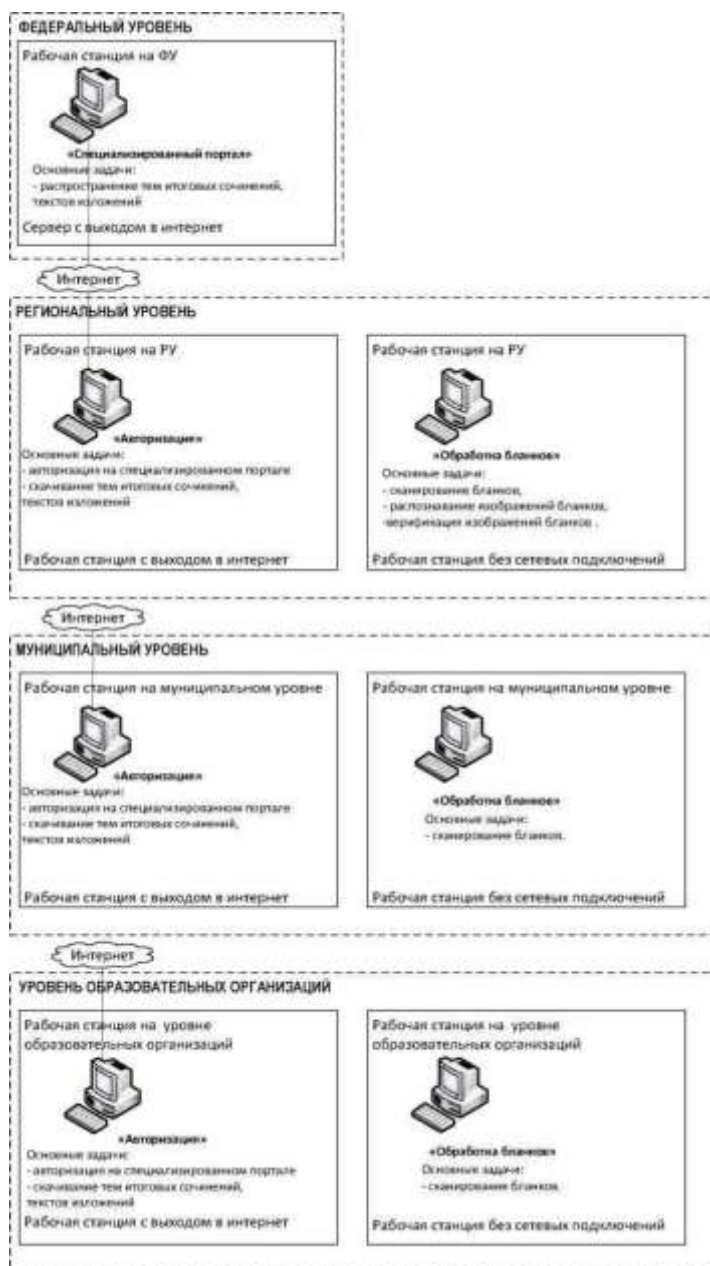 ФЕДЕРАЛЬНЫЙ УРОВЕНЬ
Рабочая станция на ФУ
«Специализированный портал»
Основные задачи:
- распространение тем итоговых сочинений,
текстов изложений
Сервер с выходом в интернет
Интернет
РЕГИОНАЛЬНЫЙ УРОВЕНЬ
Рабочая станция на РУ
«Авторизация»
Основные задачи:
- авторизация на специализированном портале
- скачивание тем итоговых сочинений,
текстов изложений
Рабочая станция с выходом в интернет
Рабочая станция на РУ
«Обработка бланков»
Основные задачи:
- сканирование бланков,
- распознавание изображений бланков,
-верификация изображений бланков .
Рабочая станция без сетевых подключений
Интернет
МУНИЦИПАЛЬНЫЙ УРОВЕНЬ
Рабочая станция на муниципальном уровне
«Авторизация»
Основные задачи:
- авторизация на специализированном портале
- скачивание тем итоговых сочинений,
текстов изложений
Рабочая станция с выходом в интернет
Рабочая станция на муниципальном уровне
«Обработка бланков»
Основные задачи:
- сканирование бланков.
Рабочая станция без сетевых подключений
Интернет
УРОВЕНЬ ОБРАЗОВАТЕЛЬНЫХ ОРГАНИЗАЦИЙ
Рабочая станция на уровне
образовательных организаций
«Авторизация»
Основные задачи:
- авторизация на специализированном портале
- скачивание тем итоговых сочинений,
текстов изложений
Рабочая станция с выходом в интернет
Рабочая станция на уровне
образовательных организаций
«Обработка бланков»
Основные задачи:
- сканирование бланков.
Рабочая станция без сетевых подключений